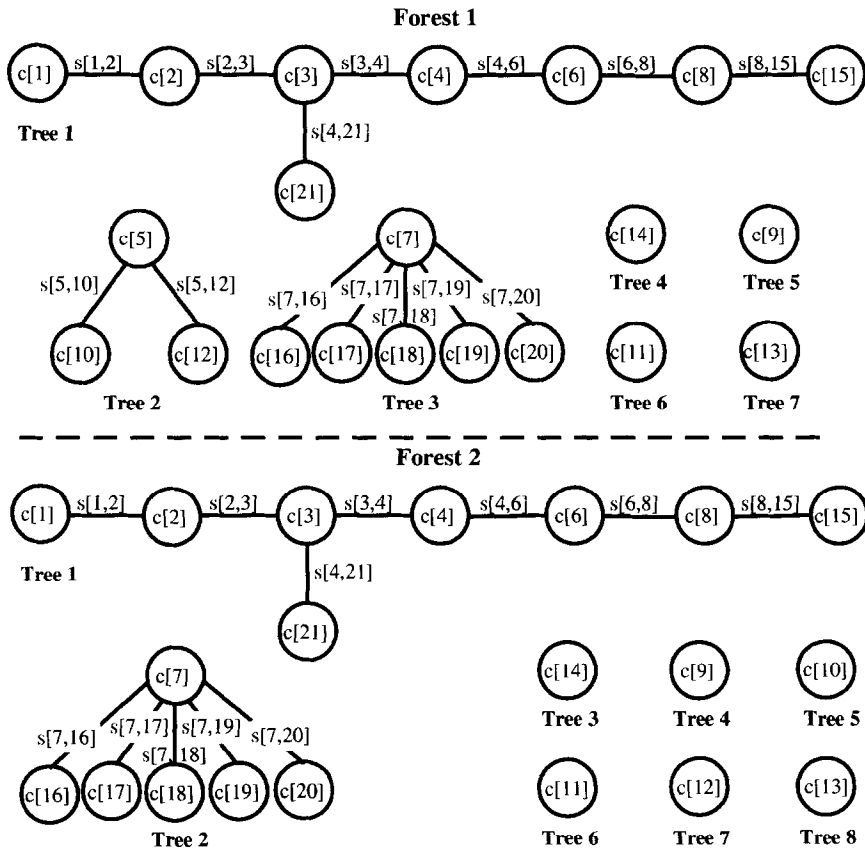 Forest 1
c[1] s[1,2] c[2] s[2,3] c[3] s[3,4] c[4] s[4,6] c[6] s[6,8] c[8] s[8,15] c[15]
Tree 1
s[4,21]
c[21]
c[5] c[7] c[14] c[9]
Tree 4 Tree 5
s[5,10] s[5,12] s[7,16] s[7,17] s[7,18] s[7,19] s[7,20]
c[10] c[12] c[16] c[17] c[18] c[19] c[20] c[11] c[13]
Tree 2 Tree 3 Tree 6 Tree 7
Forest 2
c[1] s[1,2] c[2] s[2,3] c[3] s[3,4] c[4] s[4,6] c[6] s[6,8] c[8] s[8,15] c[15]
Tree 1
s[4,21]
c[21]
c[7] c[14] c[9] c[10]
Tree 3 Tree 4 Tree 5
s[7,16] s[7,17] s[7,18] s[7,19] s[7,20]
c[16] c[17] c[18] c[19] c[20] c[11] c[12] c[13]
Tree 2 Tree 6 Tree 7 Tree 8